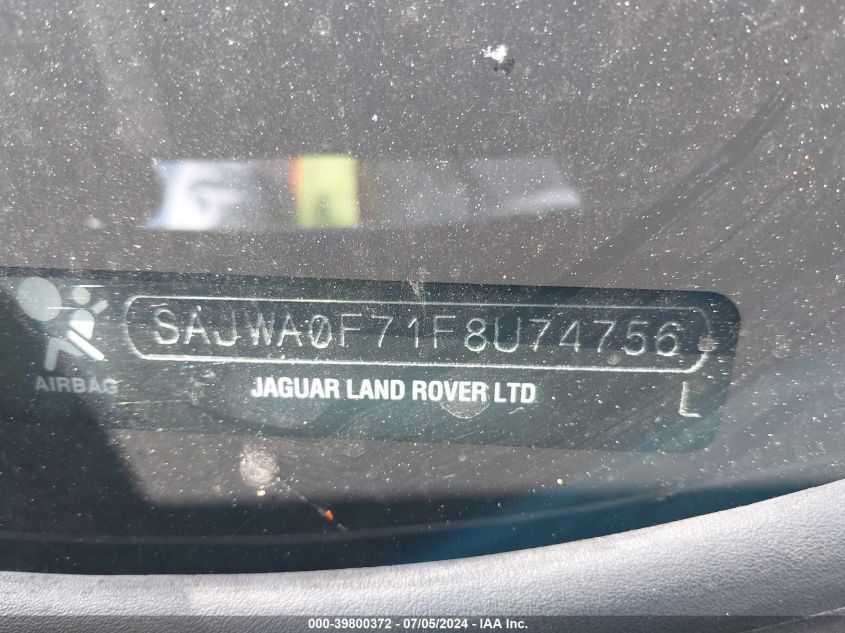 SAJWA0F71F8U74756
AIRBAG
JAGUAR LAND ROVER LTD
L
000-39800372 - 07/05/2024 - IAA Inc.